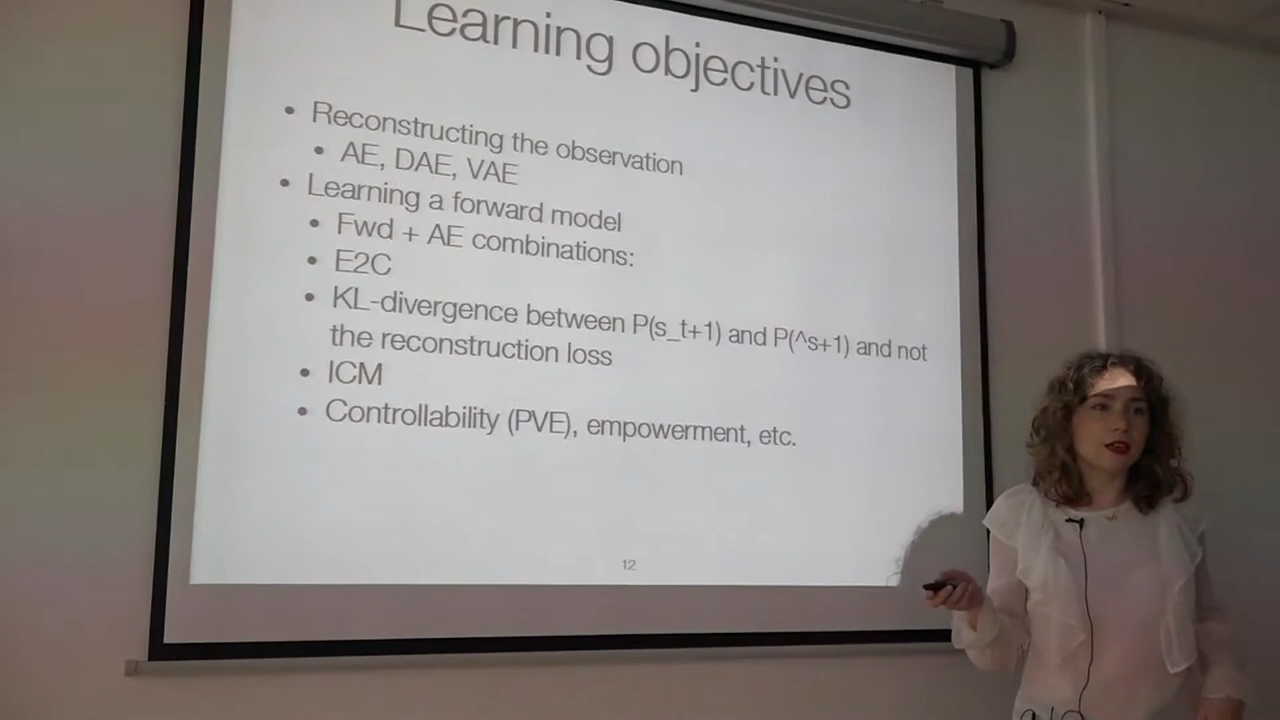 Learning objectives
• Reconstructing the observation
• AE, DAE, VAE
• Learning a forward model
• Fwd + AE combinations:
• E2C
• KL-divergence between P(s_t+1) and P(^s+1) and not
the reconstruction loss
• ICM
• Controllability (PVE), empowerment, etc.
12